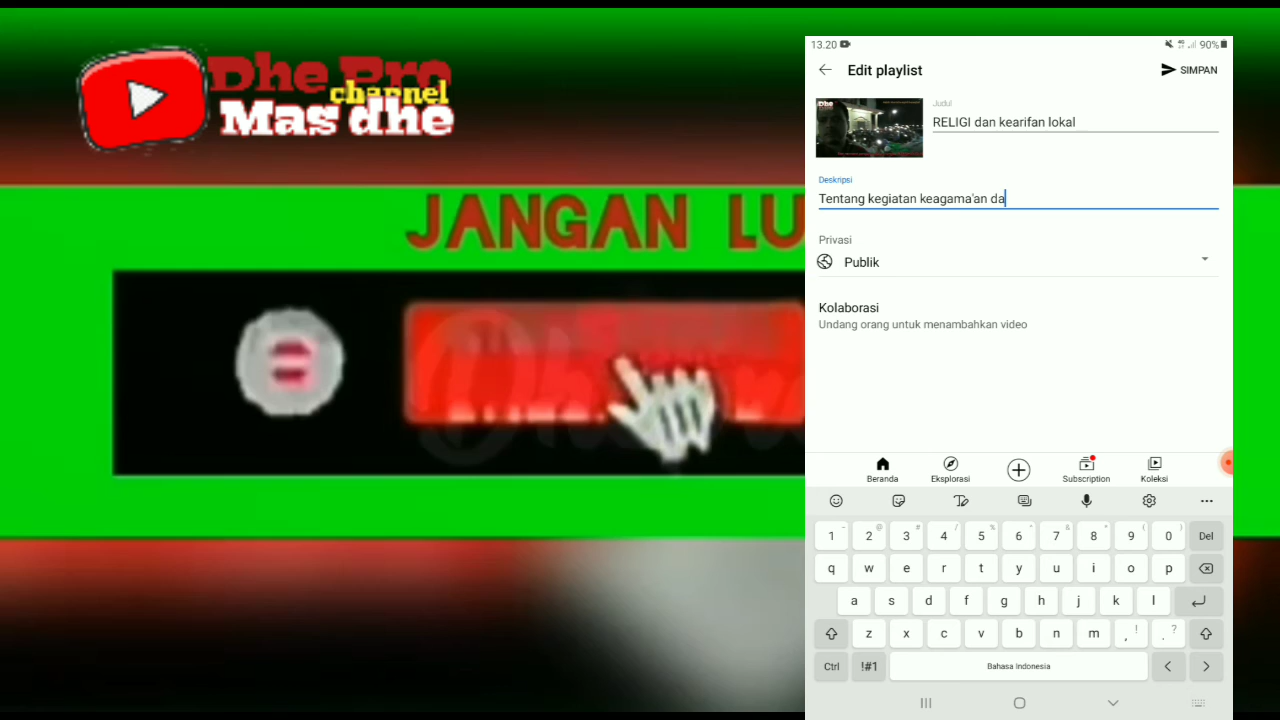 Dhe Pro
channel
Mas dhe
JANGAN LU
13.20
90%
Edit playlist
SIMPAN
Dhe
Judul
RELIGI dan kearifan lokal
Deskripsi
Tentang kegiatan keagama'an da
Privasi
Publik
Kolaborasi
Undang orang untuk menambahkan video
Beranda
Eksplorasi
Subscription
Koleksi
1 - 2 @ 3 # 4 / 5 % 6 ^ 7 & 8 * 9 ( 0 ) Del
q w e r t y u i o p
a s d f g h j k l
z x c v b n m , ! . ?
Ctrl !#1 Bahasa Indonesia < >